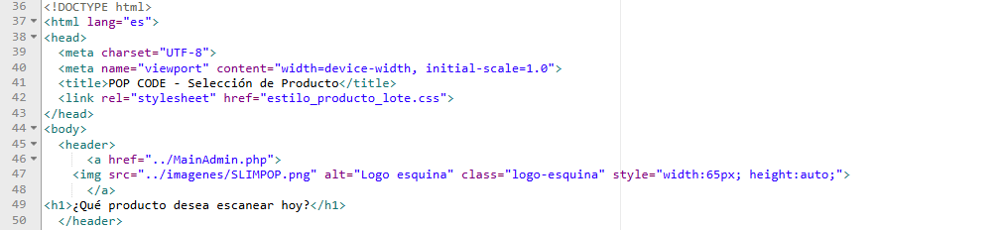 36 <!DOCTYPE html>
37 <html lang="es">
38 <head>
39 <meta charset="UTF-8">
40 <meta name="viewport" content="width=device-width, initial-scale=1.0">
41 <title>POP CODE - Selección de Producto</title>
42 <link rel="stylesheet" href="estilo_producto_lote.css">
43 </head>
44 <body>
45 <header>
46 <a href="../MainAdmin.php">
47 <img src="../imagenes/SLIMPOP.png" alt="Logo esquina" class="logo-esquina" style="width:65px; height:auto;">
48 </a>
49 <h1>¿Qué producto desea escanear hoy?</h1>
50 </header>